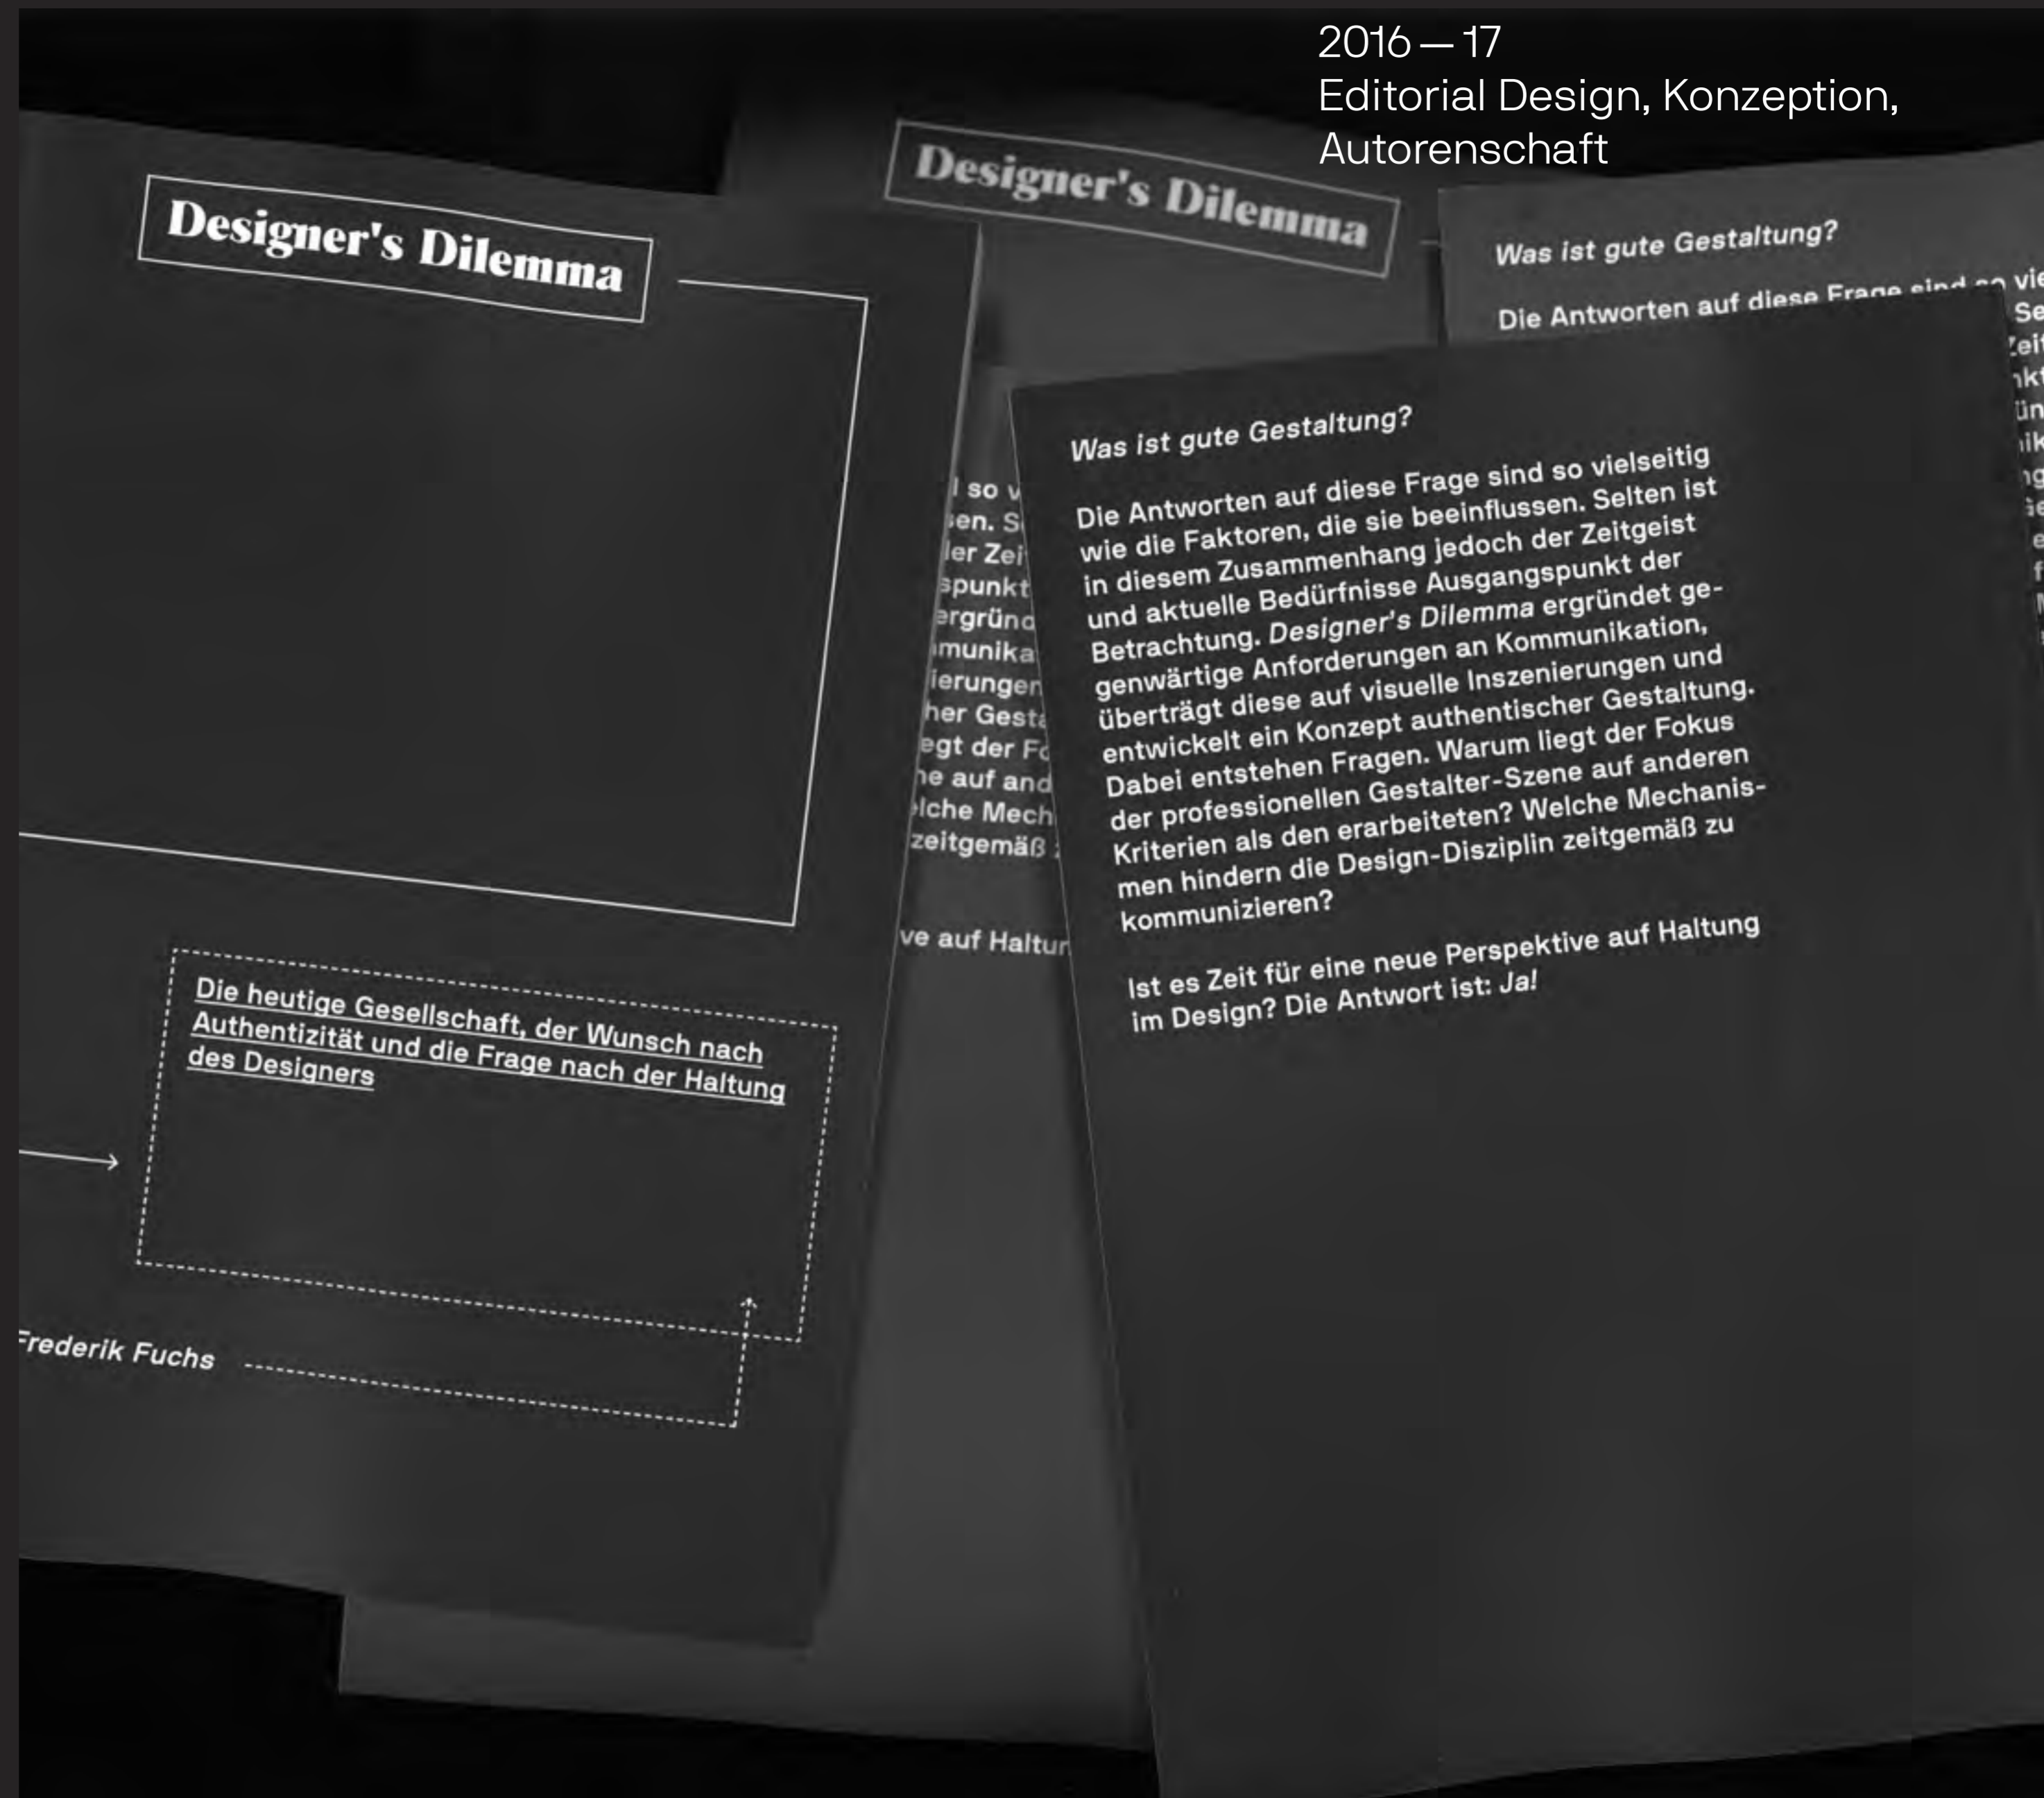 2016 — 17
Editorial Design, Konzeption,
Autorenschaft
Designer's Dilemma
Die heutige Gesellschaft, der Wunsch nach
Authentizität und die Frage nach der Haltung
des Designers
Frederik Fuchs
Designer's Dilemma
so
auf Haltun
Was ist gute Gestaltung?
Die Antworten auf diese Frage sind so
Was ist gute Gestaltung?
Die Antworten auf diese Frage sind so vielseitig
wie die Faktoren, die sie beeinflussen. Selten ist
in diesem Zusammenhang jedoch der Zeitgeist
und aktuelle Bedürfnisse Ausgangspunkt der
Betrachtung. Designer's Dilemma ergründet ge-
genwärtige Anforderungen an Kommunikation,
überträgt diese auf visuelle Inszenierungen und
entwickelt ein Konzept authentischer Gestaltung.
Dabei entstehen Fragen. Warum liegt der Fokus
der professionellen Gestalter-Szene auf anderen
Kriterien als den erarbeiteten? Welche Mechanis-
men hindern die Design-Disziplin zeitgemäß zu
kommunizieren?
Ist es Zeit für eine neue Perspektive auf Haltung
im Design? Die Antwort ist: Ja!